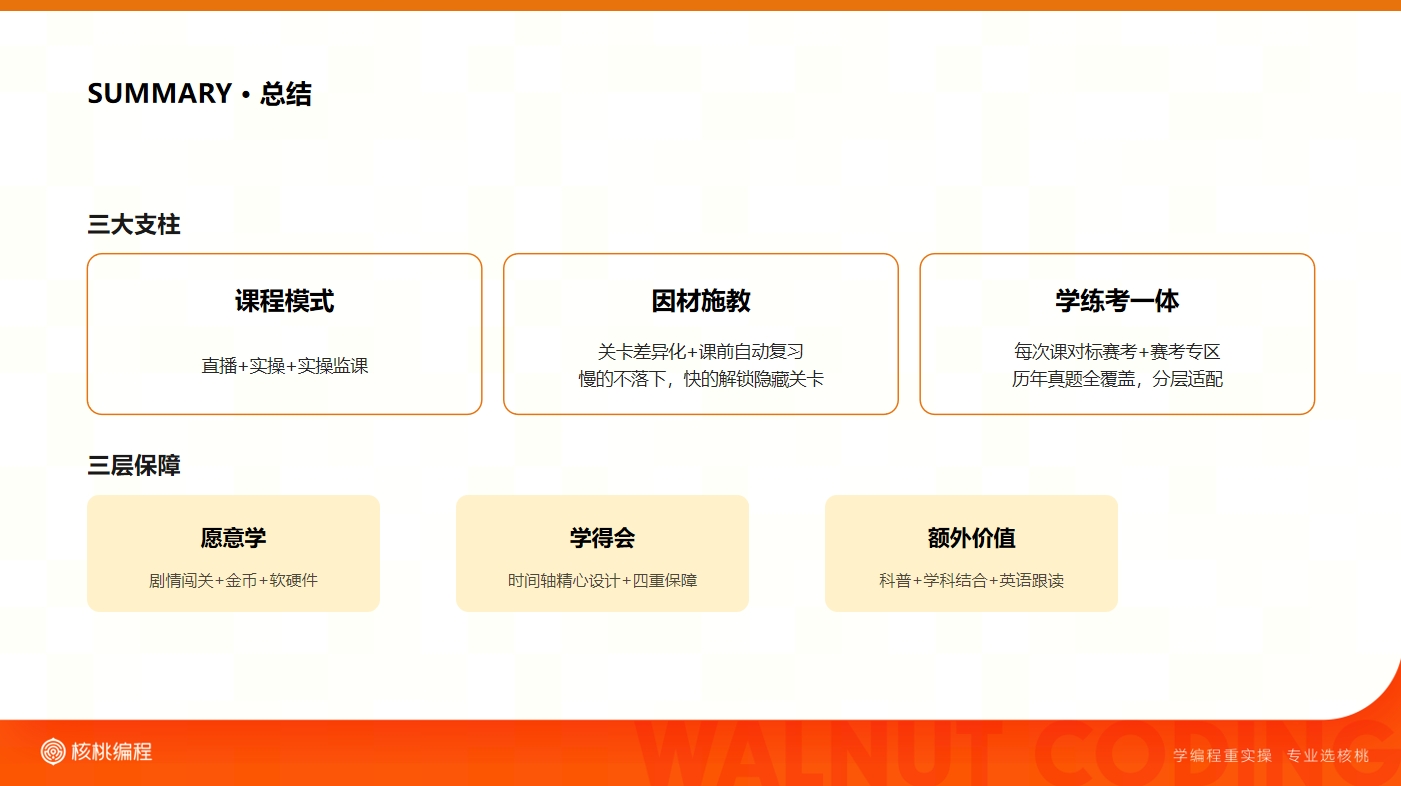 SUMMARY · 总结
三大支柱
课程模式
直播+实操+实操监课
因材施教
关卡差异化+课前自动复习
慢的不落下，快的解锁隐藏关卡
学练考一体
每次课对标赛考+赛考专区
历年真题全覆盖，分层适配
三层保障
愿意学
剧情闯关+金币+软硬件
学得会
时间轴精心设计+四重保障
额外价值
科普+学科结合+英语跟读
核桃编程
WALNUT CODING
学编程重实操 专业选核桃